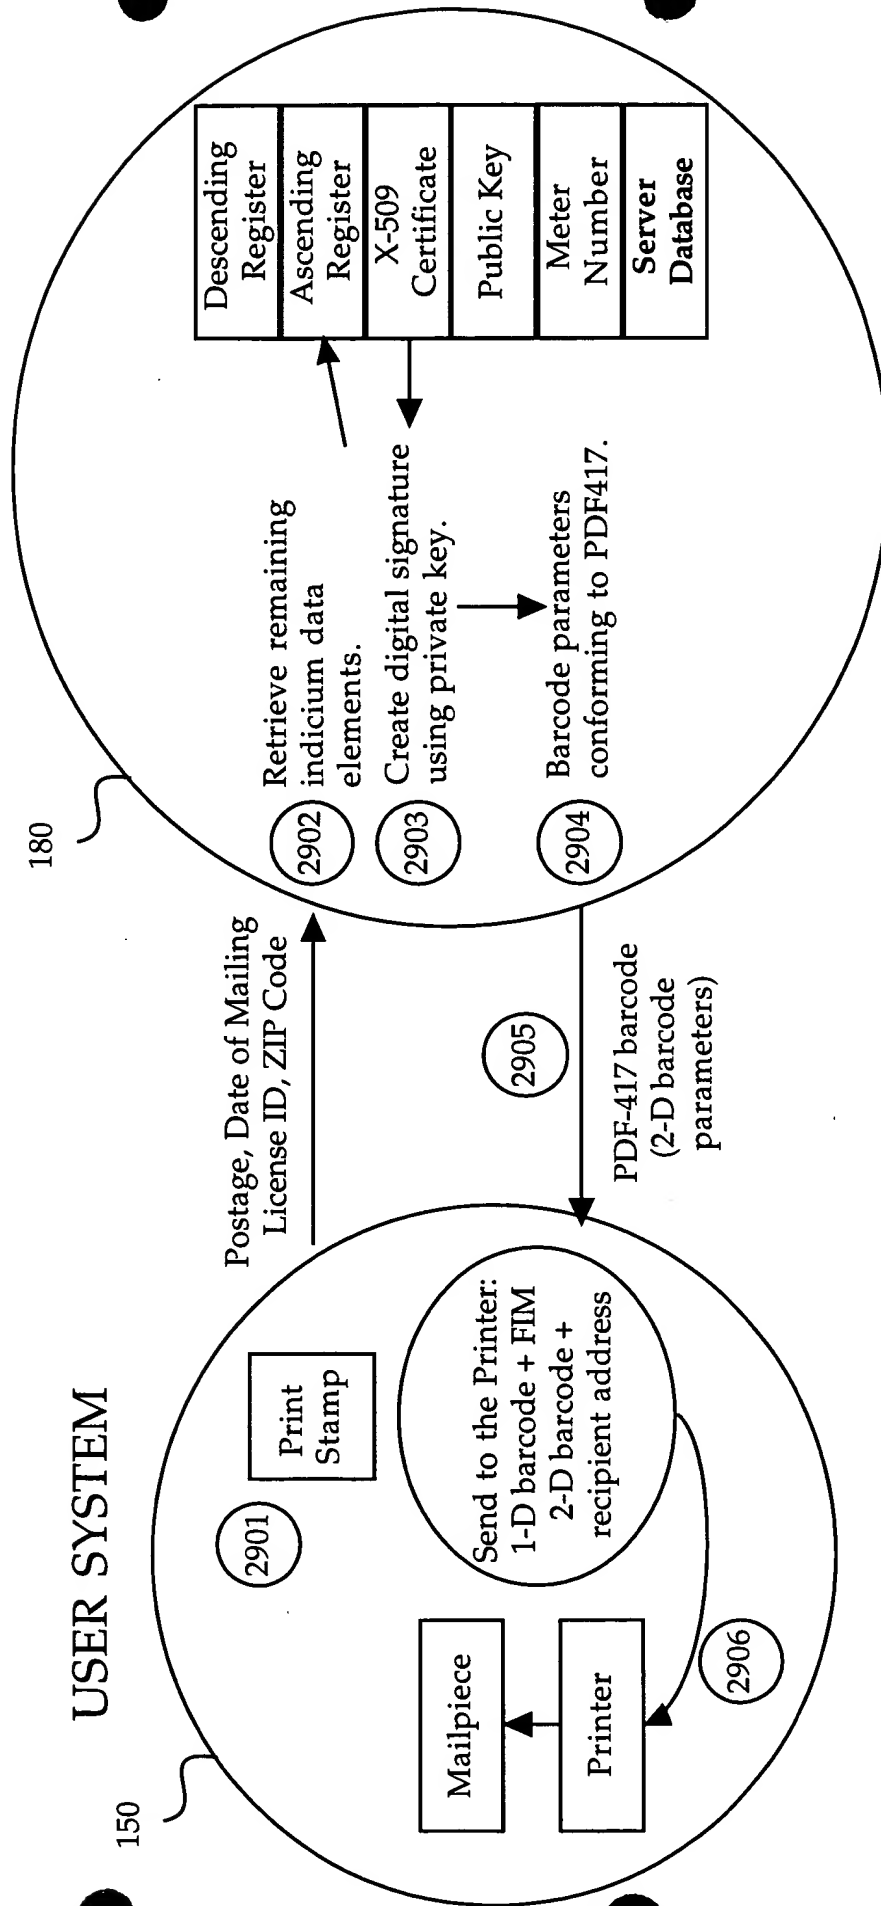 USER SYSTEM
150
2901
Print
Stamp
Send to the Printer:
1-D barcode + FIM
2-D barcode +
recipient address
Mailpiece
Printer
2906
Postage, Date of Mailing
License ID, ZIP Code
2905
PDF-417 barcode
(2-D barcode
parameters)
180
2902
Retrieve remaining
indicium data
elements.
2903
Create digital signature
using private key.
2904
Barcode parameters
conforming to PDF417.
Descending
Register
Ascending
Register
X-509
Certificate
Public Key
Meter
Number
Server
Database